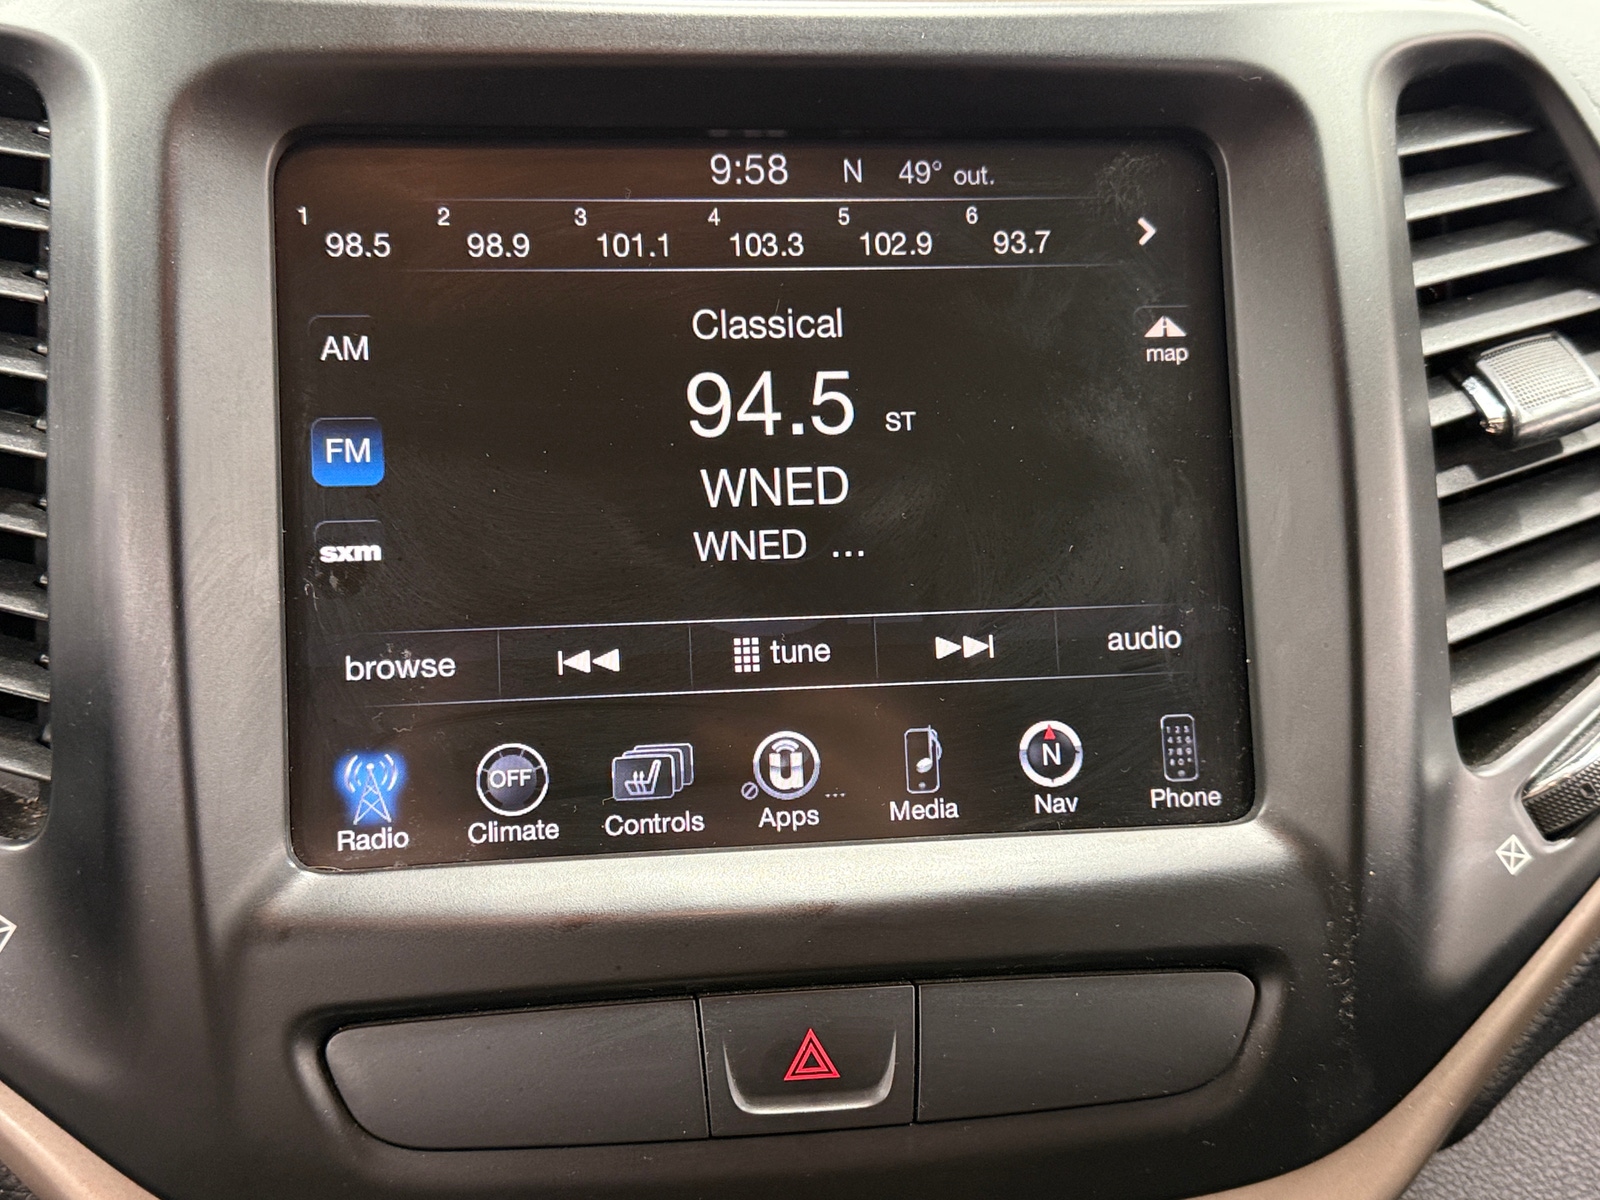 9:58 N 49° out.
1 2 3 4 5 6
98.5 98.9 101.1 103.3 102.9 93.7
Classical
AM
map
94.5 ST
FM
WNED
sxm
WNED ...
browse tune audio
OFF N
Radio Climate Controls Apps ... Media Nav Phone